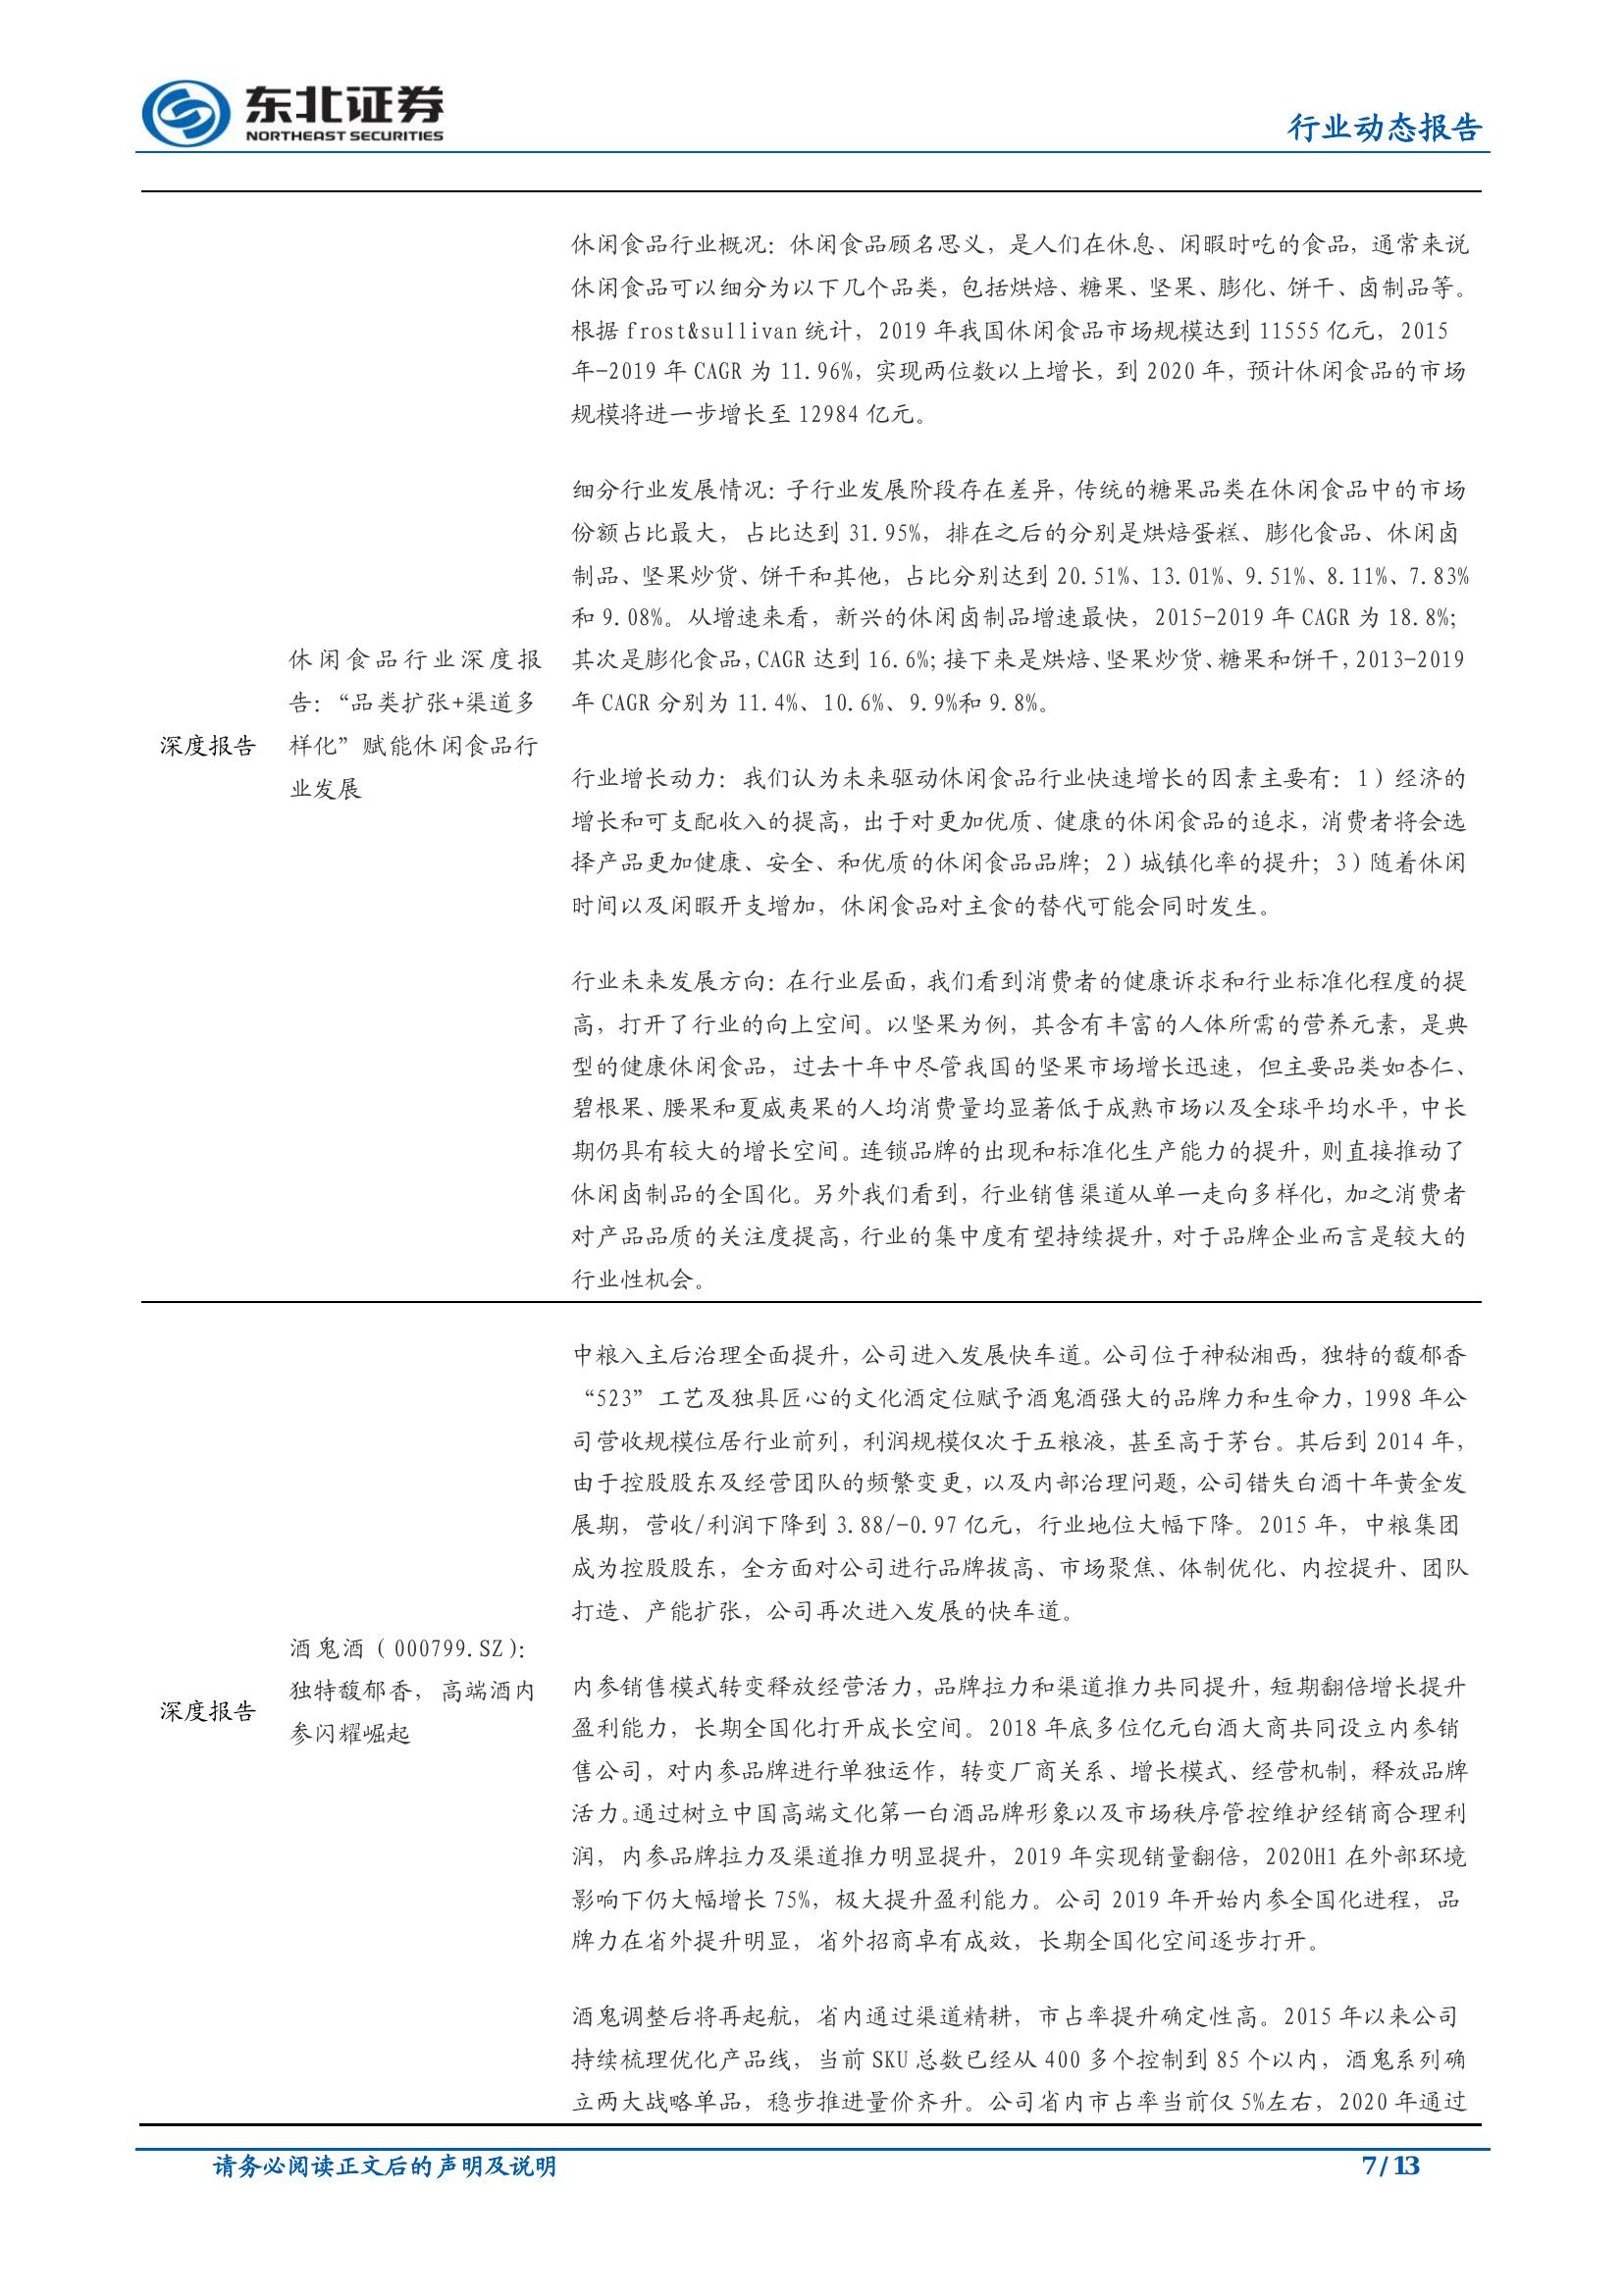 东北证券
NORTHEAST SECURITIES
行业动态报告
深度报告
休闲食品行业深度报
告：“品类扩张+渠道多
样化”赋能休闲食品行
业发展
休闲食品行业概况：休闲食品顾名思义，是人们在休息、闲暇时吃的食品，通常来说
休闲食品可以细分为以下几个品类，包括烘焙、糖果、坚果、膨化、饼干、卤制品等。
根据 frost&sullivan 统计，2019 年我国休闲食品市场规模达到 11555 亿元，2015
年-2019 年 CAGR 为 11.96%，实现两位数以上增长，到 2020 年，预计休闲食品的市场
规模将进一步增长至 12984 亿元。
细分行业发展情况：子行业发展阶段存在差异，传统的糖果品类在休闲食品中的市场
份额占比最大，占比达到 31.95%，排在之后的分别是烘焙蛋糕、膨化食品、休闲卤
制品、坚果炒货、饼干和其他，占比分别达到 20.51%、13.01%、9.51%、8.11%、7.83%
和 9.08%。从增速来看，新兴的休闲卤制品增速最快，2015-2019 年 CAGR 为 18.8%；
其次是膨化食品，CAGR 达到 16.6%；接下来是烘焙、坚果炒货、糖果和饼干，2013-2019
年 CAGR 分别为 11.4%、10.6%、9.9%和 9.8%。
行业增长动力：我们认为未来驱动休闲食品行业快速增长的因素主要有：1）经济的
增长和可支配收入的提高，出于对更加优质、健康的休闲食品的追求，消费者将会选
择产品更加健康、安全、和优质的休闲食品品牌；2）城镇化率的提升；3）随着休闲
时间以及闲暇开支增加，休闲食品对主食的替代可能会同时发生。
行业未来发展方向：在行业层面，我们看到消费者的健康诉求和行业标准化程度的提
高，打开了行业的向上空间。以坚果为例，其含有丰富的人体所需的营养元素，是典
型的健康休闲食品，过去十年中尽管我国的坚果市场增长迅速，但主要品类如杏仁、
碧根果、腰果和夏威夷果的人均消费量均显著低于成熟市场以及全球平均水平，中长
期仍具有较大的增长空间。连锁品牌的出现和标准化生产能力的提升，则直接推动了
休闲卤制品的全国化。另外我们看到，行业销售渠道从单一走向多样化，加之消费者
对产品品质的关注度提高，行业的集中度有望持续提升，对于品牌企业而言是较大的
行业性机会。
深度报告
酒鬼酒（000799.SZ）：
独特馥郁香，高端酒内
参闪耀崛起
中粮入主后治理全面提升，公司进入发展快车道。公司位于神秘湘西，独特的馥郁香
“523”工艺及独具匠心的文化酒定位赋予酒鬼酒强大的品牌力和生命力，1998 年公
司营收规模位居行业前列，利润规模仅次于五粮液，甚至高于茅台。其后到 2014 年，
由于控股股东及经营团队的频繁变更，以及内部治理问题，公司错失白酒十年黄金发
展期，营收/利润下降到 3.88/-0.97 亿元，行业地位大幅下降。2015 年，中粮集团
成为控股股东，全方面对公司进行品牌拔高、市场聚焦、体制优化、内控提升、团队
打造、产能扩张，公司再次进入发展的快车道。
内参销售模式转变释放经营活力，品牌拉力和渠道推力共同提升，短期翻倍增长提升
盈利能力，长期全国化打开成长空间。2018 年底多位亿元白酒大商共同设立内参销
售公司，对内参品牌进行单独运作，转变厂商关系、增长模式、经营机制，释放品牌
活力。通过树立中国高端文化第一白酒品牌形象以及市场秩序管控维护经销商合理利
润，内参品牌拉力及渠道推力明显提升，2019 年实现销量翻倍，2020H1 在外部环境
影响下仍大幅增长 75%，极大提升盈利能力。公司 2019 年开始内参全国化进程，品
牌力在省外提升明显，省外招商卓有成效，长期全国化空间逐步打开。
酒鬼调整后将再起航，省内通过渠道精耕，市占率提升确定性高。2015 年以来公司
持续梳理优化产品线，当前 SKU 总数已经从 400 多个控制到 85 个以内，酒鬼系列确
立两大战略单品，稳步推进量价齐升。公司省内市占率当前仅 5%左右，2020 年通过
请务必阅读正文后的声明及说明
7 / 13